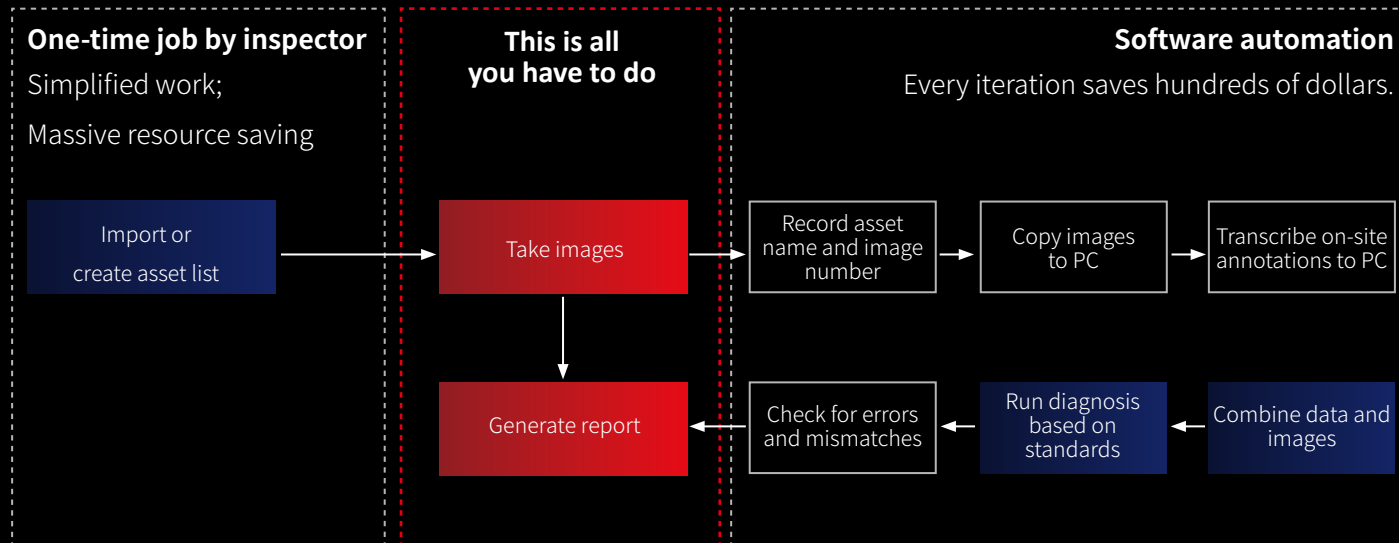 One-time job by inspector
Simplified work;
Massive resource saving
This is all
you have to do
Software automation
Every iteration saves hundreds of dollars.
Import or
create asset list
Take images
Record asset
name and image
number
Copy images
to PC
Transcribe on-site
annotations to PC
Generate report
Check for errors
and mismatches
Run diagnosis
based on
standards
Combine data and
images